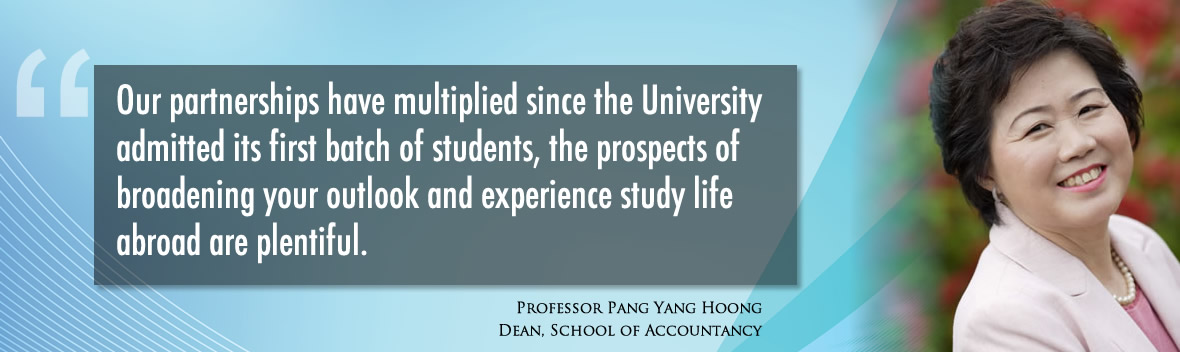 “
Our partnerships have multiplied since the University
admitted its first batch of students, the prospects of
broadening your outlook and experience study life
abroad are plentiful.
Professor Pang Yang Hoong
Dean, School of Accountancy